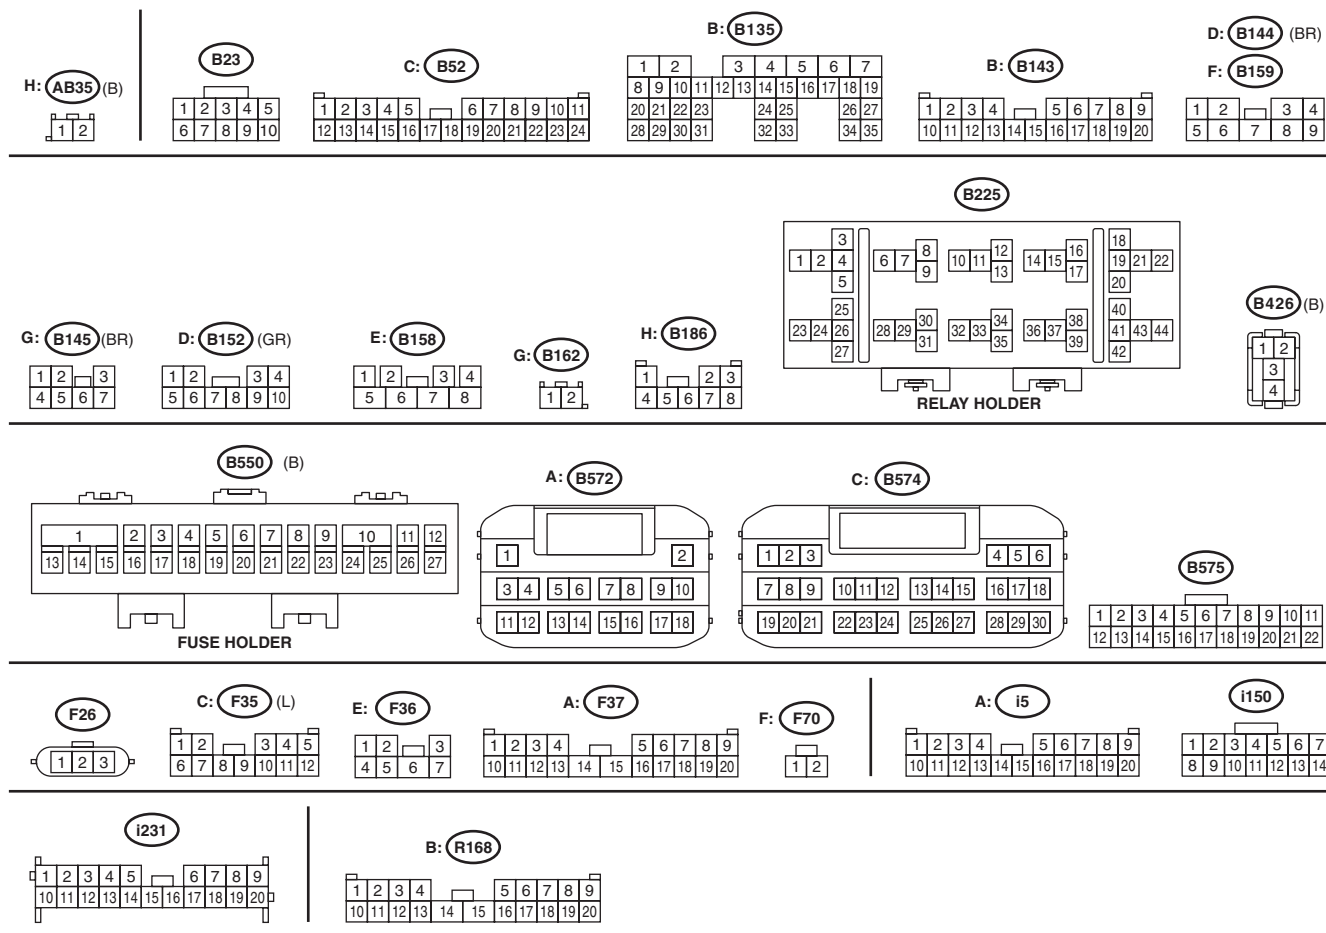 H: AB35 (B)
1 2
B23
1 2 3 4 5
6 7 8 9 10
C: B52
1 2 3 4 5 6 7 8 9 10 11
12 13 14 15 16 17 18 19 20 21 22 23 24
B: B135
1 2 3 4 5 6 7
8 9 10 11 12 13 14 15 16 17 18 19
20 21 22 23 24 25 26 27
28 29 30 31 32 33 34 35
B: B143
1 2 3 4 5 6 7 8 9
10 11 12 13 14 15 16 17 18 19 20
D: B144 (BR)
F: B159
1 2 3 4
5 6 7 8 9
G: B145 (BR)
1 2 3
4 5 6 7
D: B152 (GR)
1 2 3 4
5 6 7 8 9 10
E: B158
1 2 3 4
5 6 7 8
G: B162
1 2
H: B186
1 2 3
4 5 6 7 8
B225
3 8 12 16 18
1 2 4 6 7 10 11 14 15 19 21 22
5 9 13 17 20
25 30 34 38 40
23 24 26 28 29 32 33 36 37 41 43 44
27 31 35 39 42
RELAY HOLDER
B426 (B)
1 2
3
4
B550 (B)
1 2 3 4 5 6 7 8 9 10 11 12
13 14 15 16 17 18 19 20 21 22 23 24 25 26 27
FUSE HOLDER
A: B572
1 2
3 4 5 6 7 8 9 10
11 12 13 14 15 16 17 18
C: B574
1 2 3 4 5 6
7 8 9 10 11 12 13 14 15 16 17 18
19 20 21 22 23 24 25 26 27 28 29 30
B575
1 2 3 4 5 6 7 8 9 10 11
12 13 14 15 16 17 18 19 20 21 22
F26
1 2 3
C: F35 (L)
1 2 3 4 5
6 7 8 9 10 11 12
E: F36
1 2 3
4 5 6 7
A: F37
1 2 3 4 5 6 7 8 9
10 11 12 13 14 15 16 17 18 19 20
F: F70
1 2
A: i5
1 2 3 4 5 6 7 8 9
10 11 12 13 14 15 16 17 18 19 20
i150
1 2 3 4 5 6 7
8 9 10 11 12 13 14
i231
1 2 3 4 5 6 7 8 9
10 11 12 13 14 15 16 17 18 19 20
B: R168
1 2 3 4 5 6 7 8 9
10 11 12 13 14 15 16 17 18 19 20